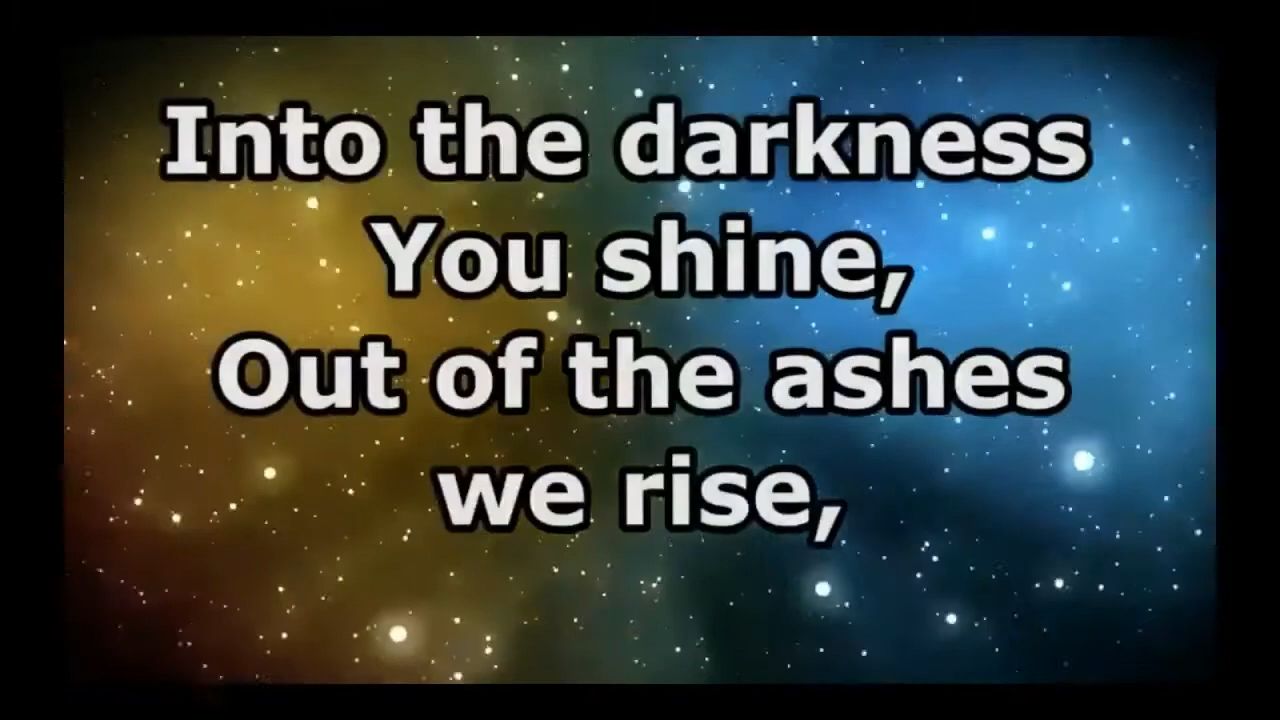 Into the darkness
You shine,
Out of the ashes
we rise,